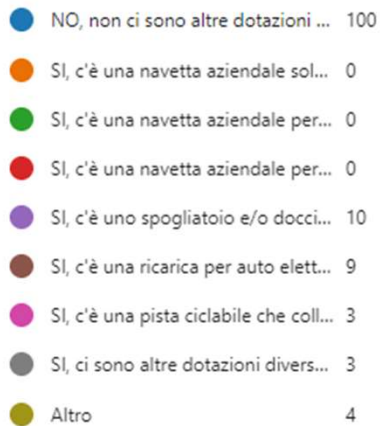 NO, non ci sono altre dotazioni ... 100
SI, c'è una navetta aziendale sol... 0
SI, c'è una navetta aziendale per... 0
SI, c'è una navetta aziendale per... 0
SI, c'è uno spogliatoio e/o docci... 10
SI, c'è una ricarica per auto elett... 9
SI, c'è una pista ciclabile che coll... 3
SI, ci sono altre dotazioni divers... 3
Altro 4